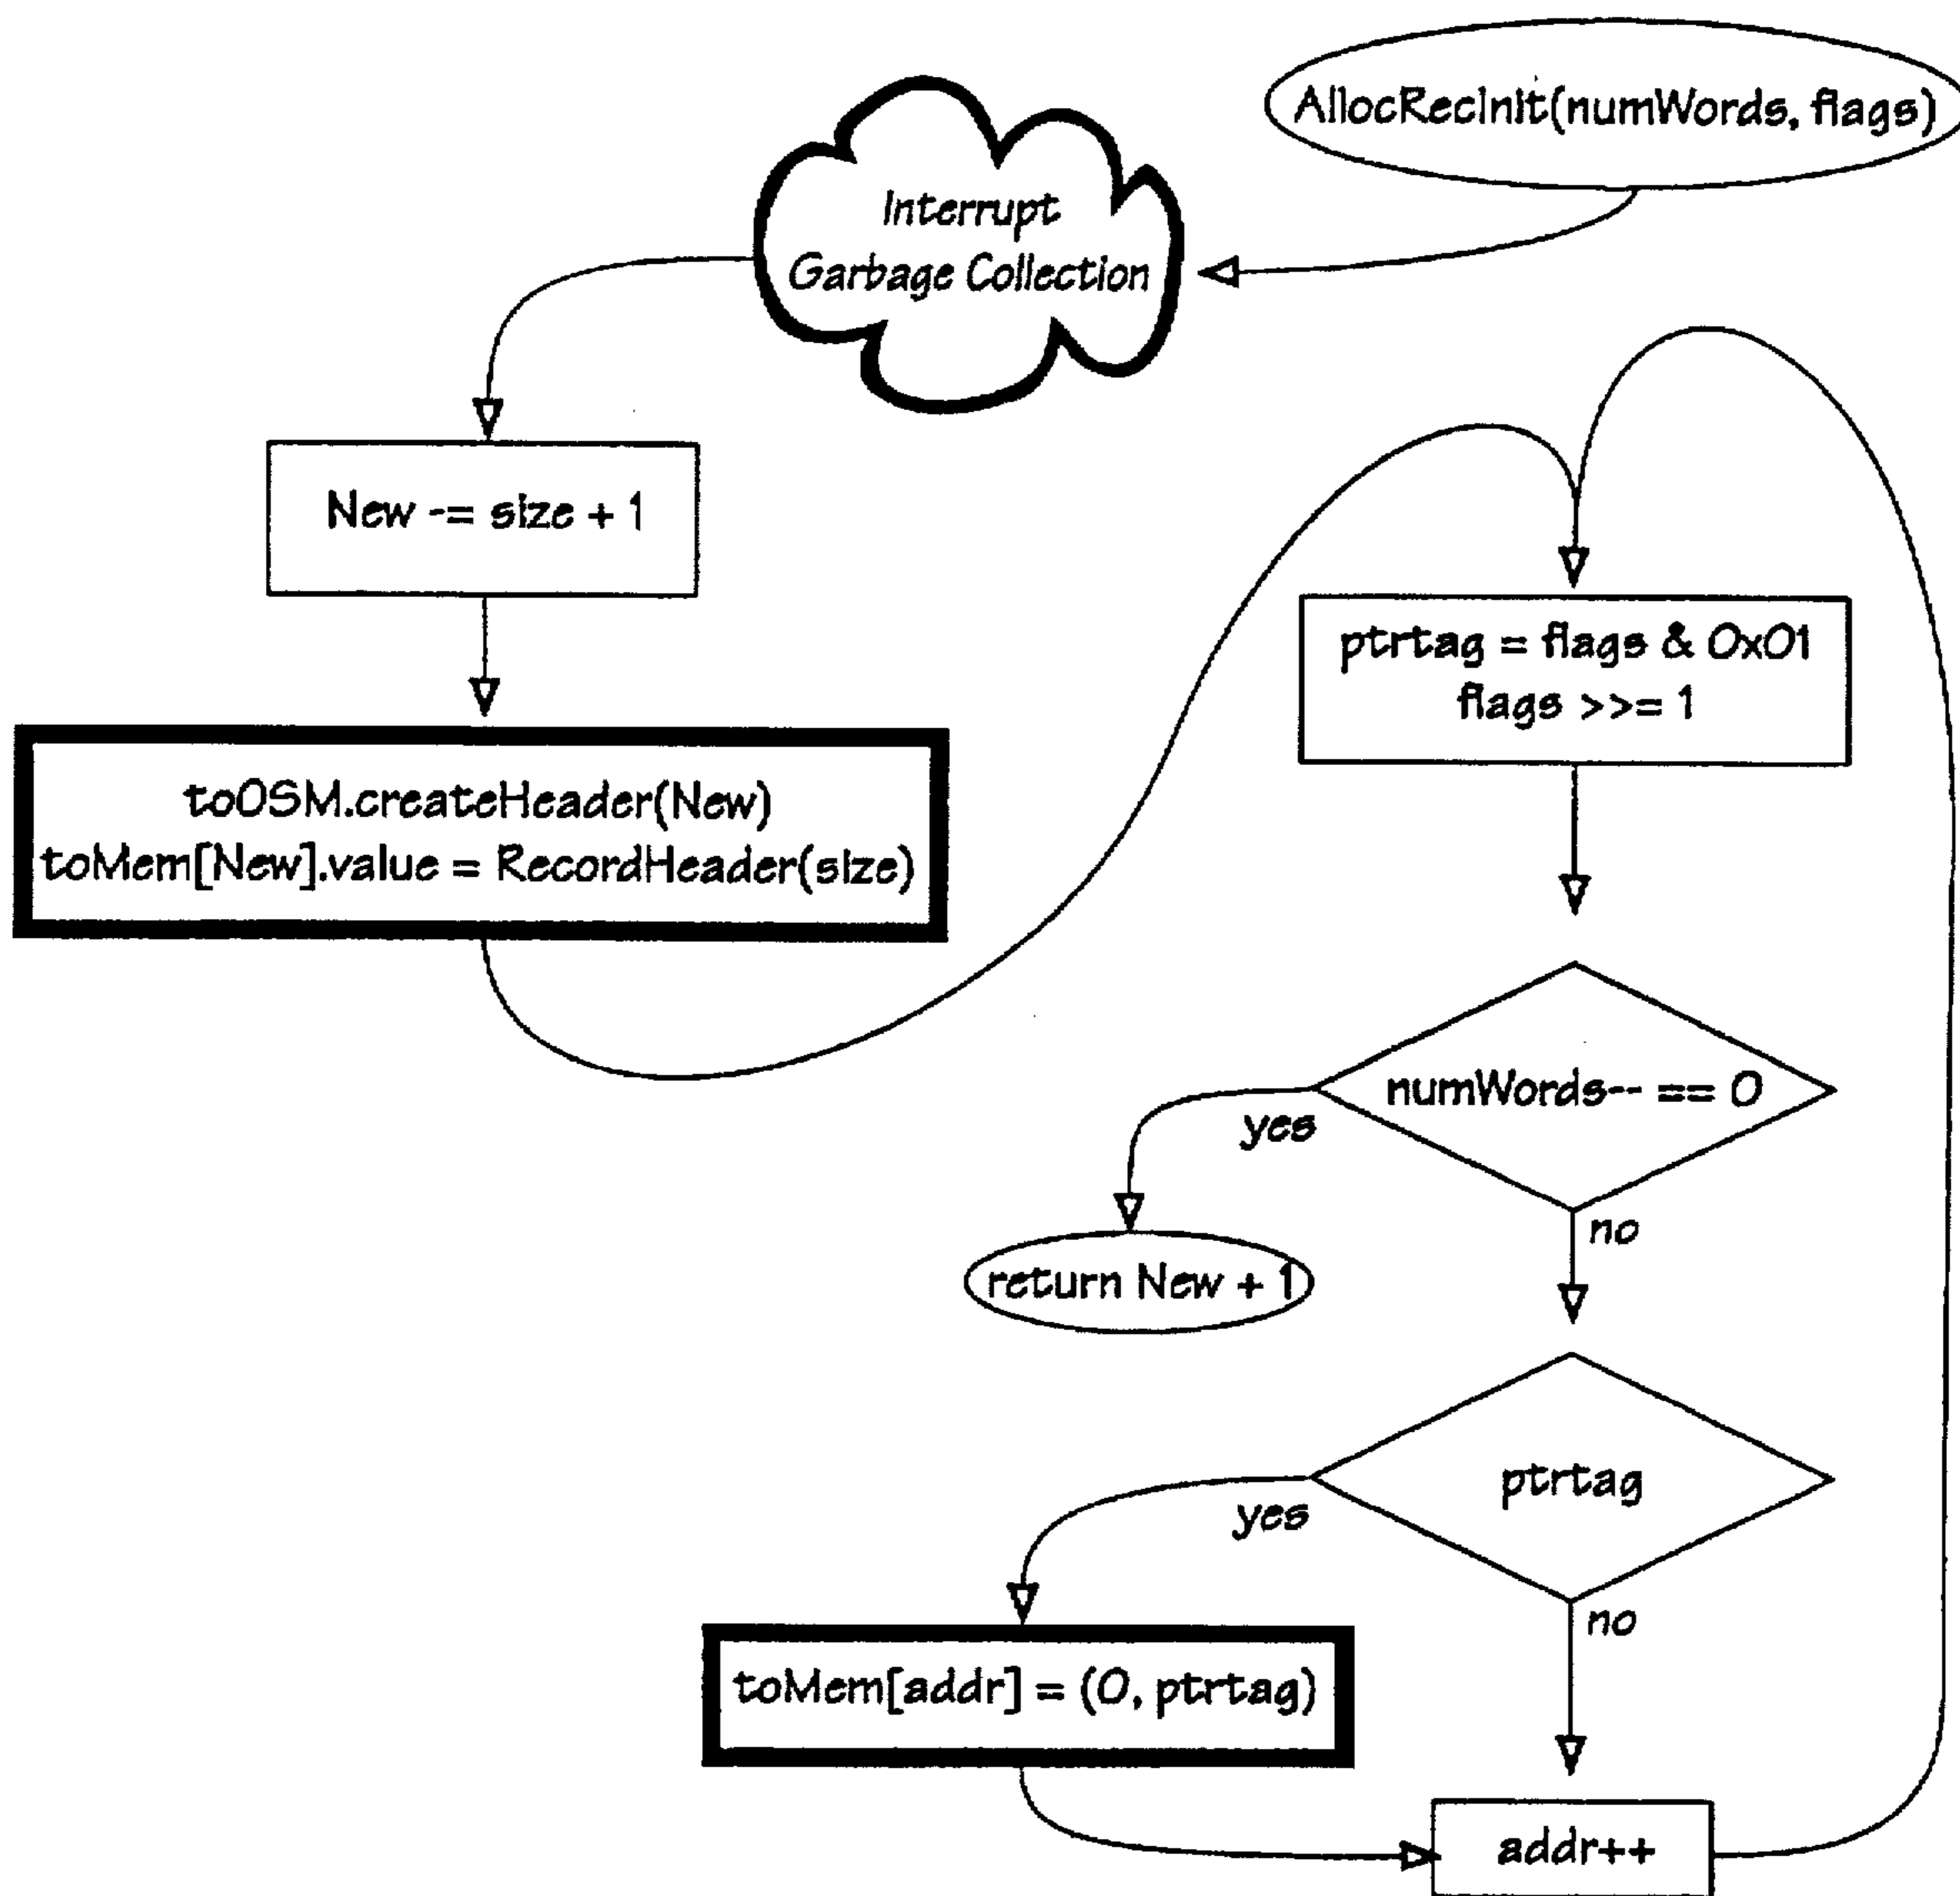 AllocRecInit(numWords, flags)
Interrupt
Garbage Collection
New -= size + 1
toOSM.createHeader(New)
toMem[New].value = RecordHeader(size)
ptrtag = flags & 0x01
flags >>= 1
numWords-- == 0
yes
no
return New + 1
ptrtag
yes
no
toMem[addr] = (0, ptrtag)
addr++